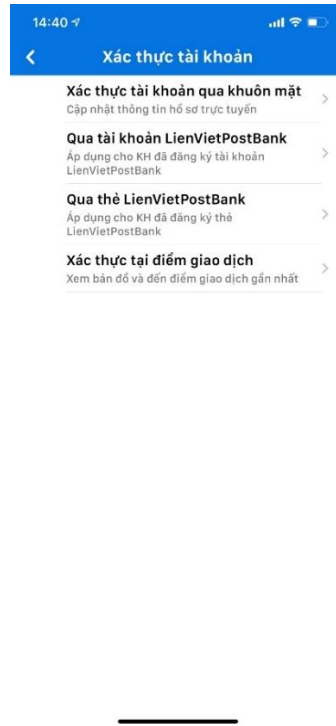 14:40
Xác thực tài khoản
Xác thực tài khoản qua khuôn mặt
Cập nhật thông tin hồ sơ trực tuyến
Qua tài khoản LienVietPostBank
Áp dụng cho KH đã đăng ký tài khoản
LienVietPostBank
Qua thẻ LienVietPostBank
Áp dụng cho KH đã đăng ký thẻ
LienVietPostBank
Xác thực tại điểm giao dịch
Xem bản đồ và đến điểm giao dịch gần nhất